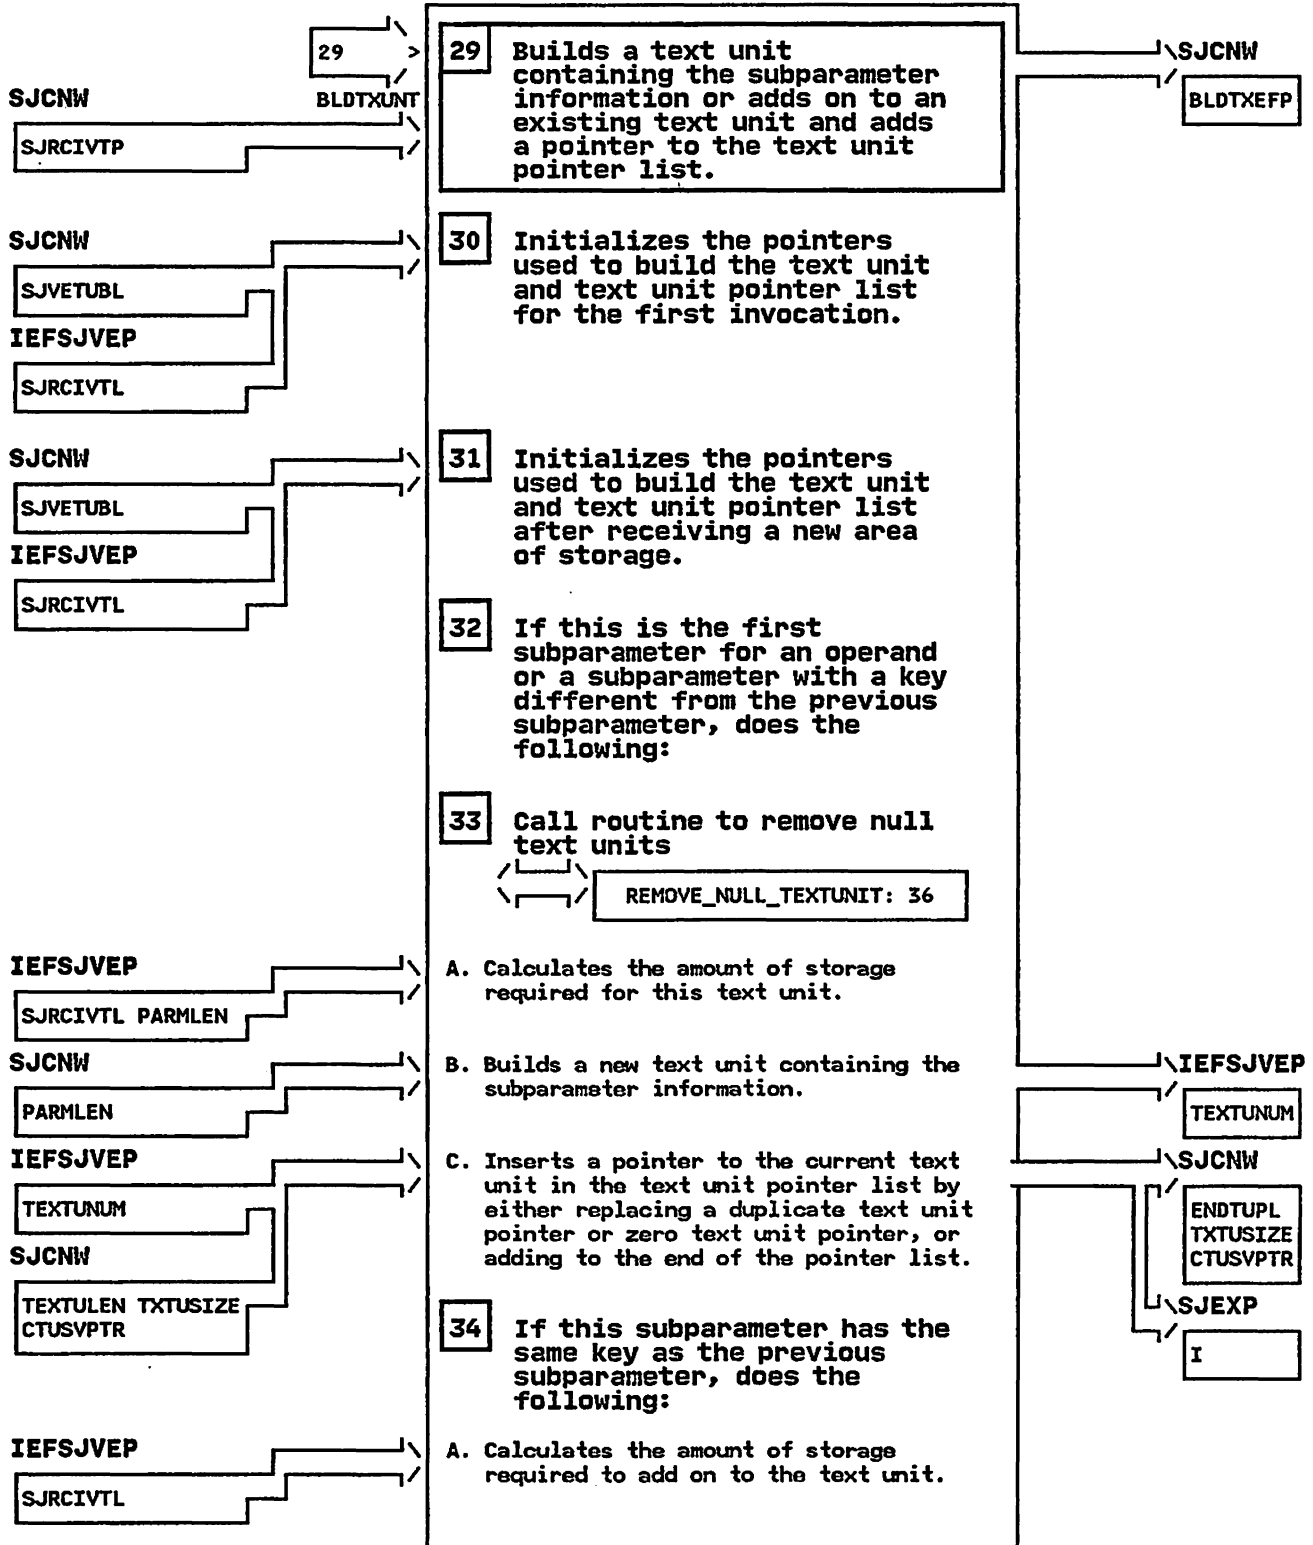 29 >
BLDTXUNT
SJCNW
SJRCIVTP
29 Builds a text unit
containing the subparameter
information or adds on to an
existing text unit and adds
a pointer to the text unit
pointer list.
SJCNW
BLDTXEFP
SJCNW
SJVETUBL
IEFSJVEP
SJRCIVTL
30 Initializes the pointers
used to build the text unit
and text unit pointer list
for the first invocation.
SJCNW
SJVETUBL
IEFSJVEP
SJRCIVTL
31 Initializes the pointers
used to build the text unit
and text unit pointer list
after receiving a new area
of storage.
32 If this is the first
subparameter for an operand
or a subparameter with a key
different from the previous
subparameter, does the
following:
33 Call routine to remove null
text units
REMOVE_NULL_TEXTUNIT: 36
IEFSJVEP
SJRCIVTL PARMLEN
A. Calculates the amount of storage
required for this text unit.
SJCNW
PARMLEN
B. Builds a new text unit containing the
subparameter information.
IEFSJVEP
TEXTUNUM
IEFSJVEP
TEXTUNUM
SJCNW
TEXTULEN TXTUSIZE
CTUSVPTR
C. Inserts a pointer to the current text
unit in the text unit pointer list by
either replacing a duplicate text unit
pointer or zero text unit pointer, or
adding to the end of the pointer list.
SJCNW
ENDTUPL
TXTUSIZE
CTUSVPTR
SJEXP
I
34 If this subparameter has the
same key as the previous
subparameter, does the
following:
IEFSJVEP
SJRCIVTL
A. Calculates the amount of storage
required to add on to the text unit.